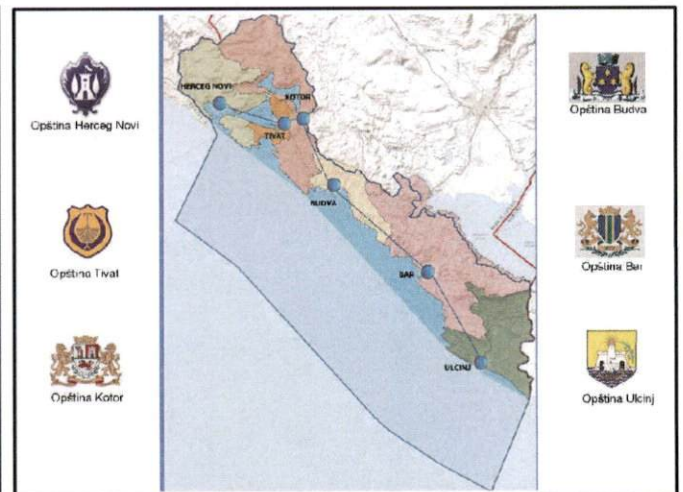 Opština Herceg Novi
Opština Tivat
Opština Kotor
HERCEG NOVI
KOTOR
TIVAT
BUDVA
BAR
ULCINJ
Opština Budva
Opština Bar
Opština Ulcinj